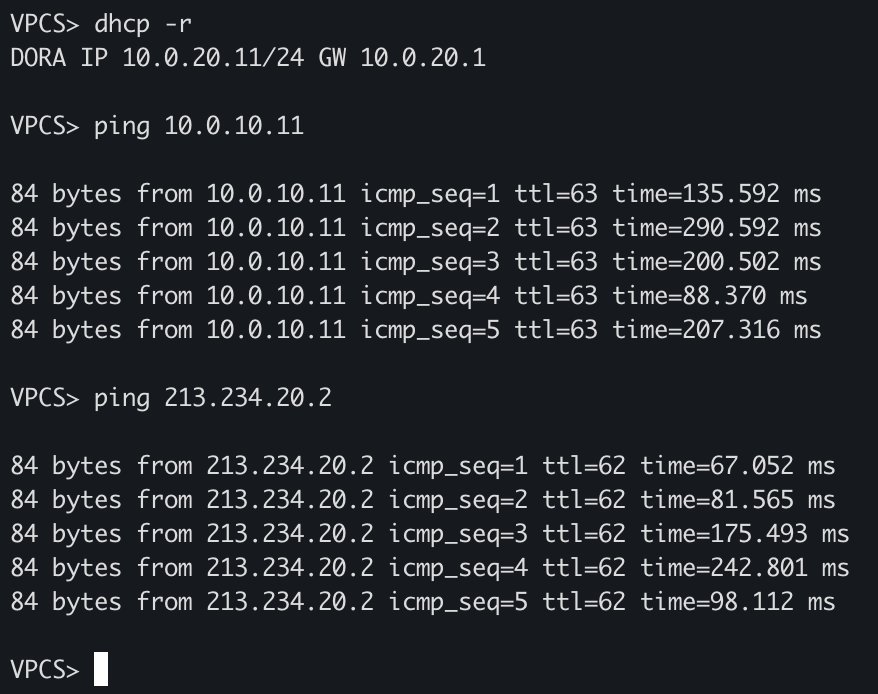 VPCS> dhcp -r
DORA IP 10.0.20.11/24 GW 10.0.20.1
VPCS> ping 10.0.10.11
84 bytes from 10.0.10.11 icmp_seq=1 ttl=63 time=135.592 ms
84 bytes from 10.0.10.11 icmp_seq=2 ttl=63 time=290.592 ms
84 bytes from 10.0.10.11 icmp_seq=3 ttl=63 time=200.502 ms
84 bytes from 10.0.10.11 icmp_seq=4 ttl=63 time=88.370 ms
84 bytes from 10.0.10.11 icmp_seq=5 ttl=63 time=207.316 ms
VPCS> ping 213.234.20.2
84 bytes from 213.234.20.2 icmp_seq=1 ttl=62 time=67.052 ms
84 bytes from 213.234.20.2 icmp_seq=2 ttl=62 time=81.565 ms
84 bytes from 213.234.20.2 icmp_seq=3 ttl=62 time=175.493 ms
84 bytes from 213.234.20.2 icmp_seq=4 ttl=62 time=242.801 ms
84 bytes from 213.234.20.2 icmp_seq=5 ttl=62 time=98.112 ms
VPCS>